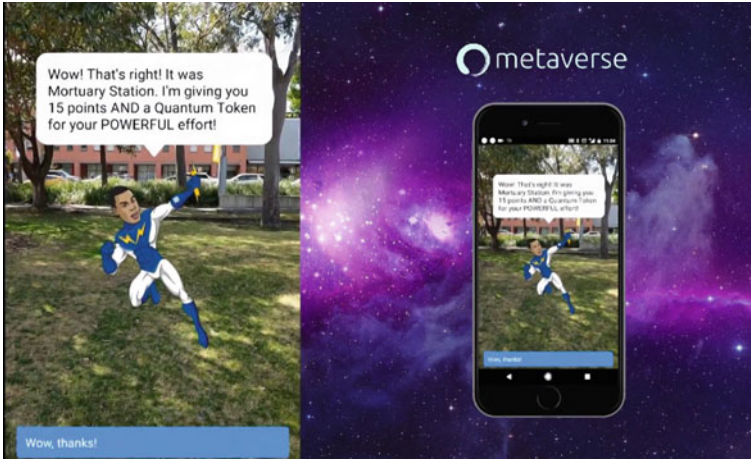 Wow! That's right! It was
Mortuary Station. I'm giving you
15 points AND a Quantum Token
for your POWERFUL effort!
Wow, thanks!
metaverse
11:04
Wow! That's right! It was
Mortuary Station. I'm giving you
15 points AND a Quantum Token
for your POWERFUL effort!
Wow, thanks!